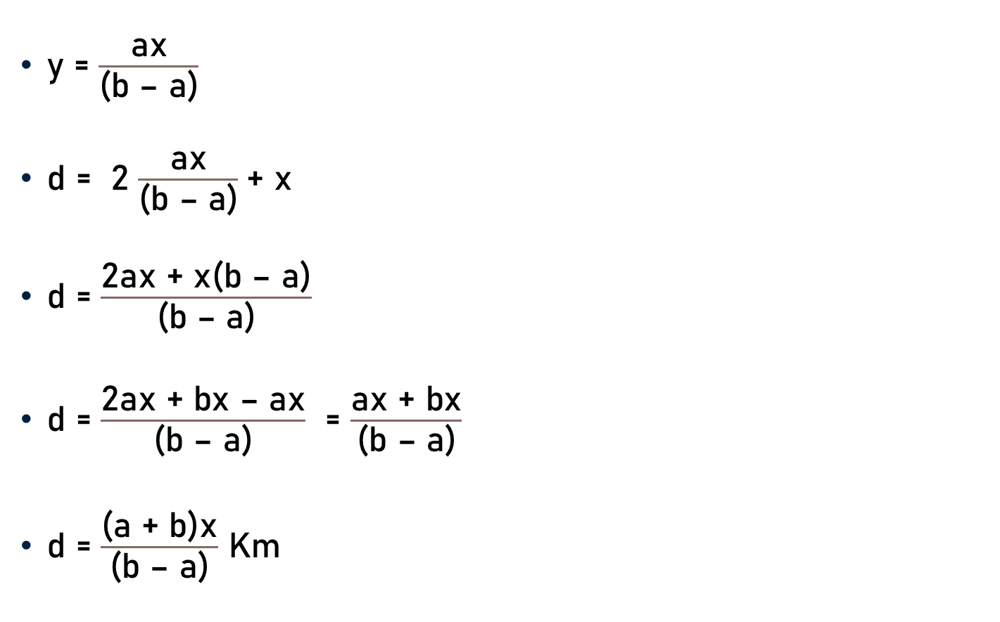 • y = ax / (b – a)
• d = 2 ax / (b – a) + x
• d = 2ax + x(b – a) / (b – a)
• d = 2ax + bx – ax / (b – a) = ax + bx / (b – a)
• d = (a + b)x / (b – a) Km